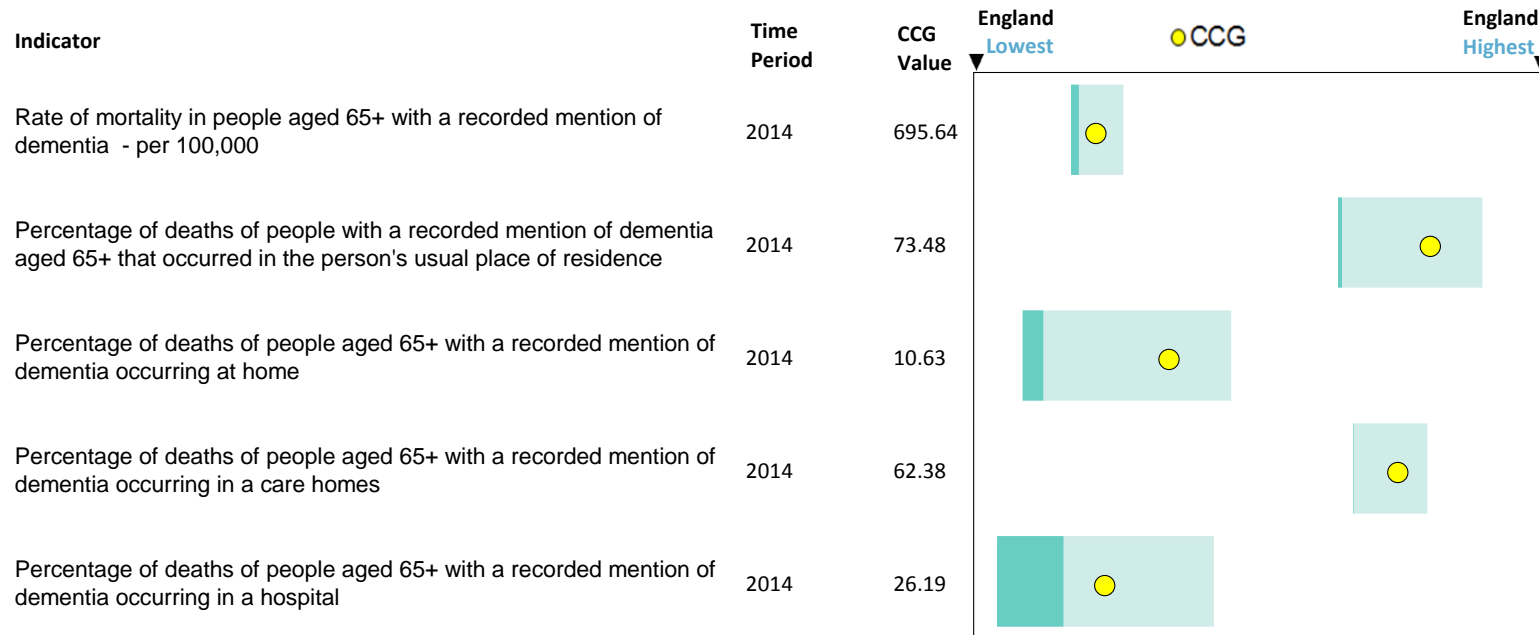 Indicator
Time Period
CCG Value
England Lowest
CCG
England Highest
Rate of mortality in people aged 65+ with a recorded mention of
dementia - per 100,000
2014
695.64
Percentage of deaths of people with a recorded mention of dementia
aged 65+ that occurred in the person's usual place of residence
2014
73.48
Percentage of deaths of people aged 65+ with a recorded mention of
dementia occurring at home
2014
10.63
Percentage of deaths of people aged 65+ with a recorded mention of
dementia occurring in a care homes
2014
62.38
Percentage of deaths of people aged 65+ with a recorded mention of
dementia occurring in a hospital
2014
26.19